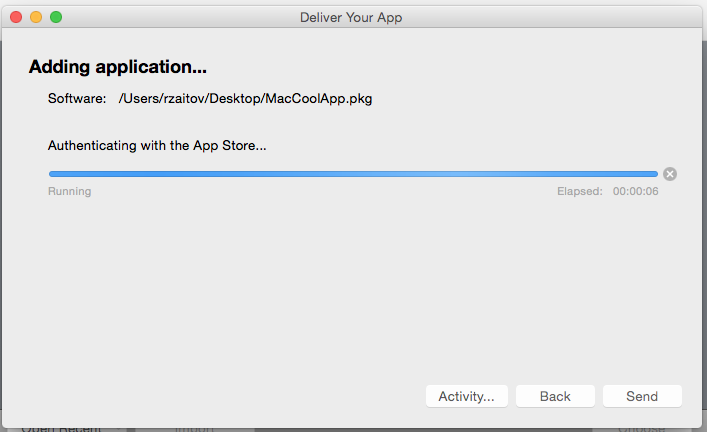 Deliver Your App
Adding application...
Software: /Users/rzaitov/Desktop/MacCoolApp.pkg
Authenticating with the App Store...
Running Elapsed: 00:00:06
Activity... Back Send
Open Recent Import Choose